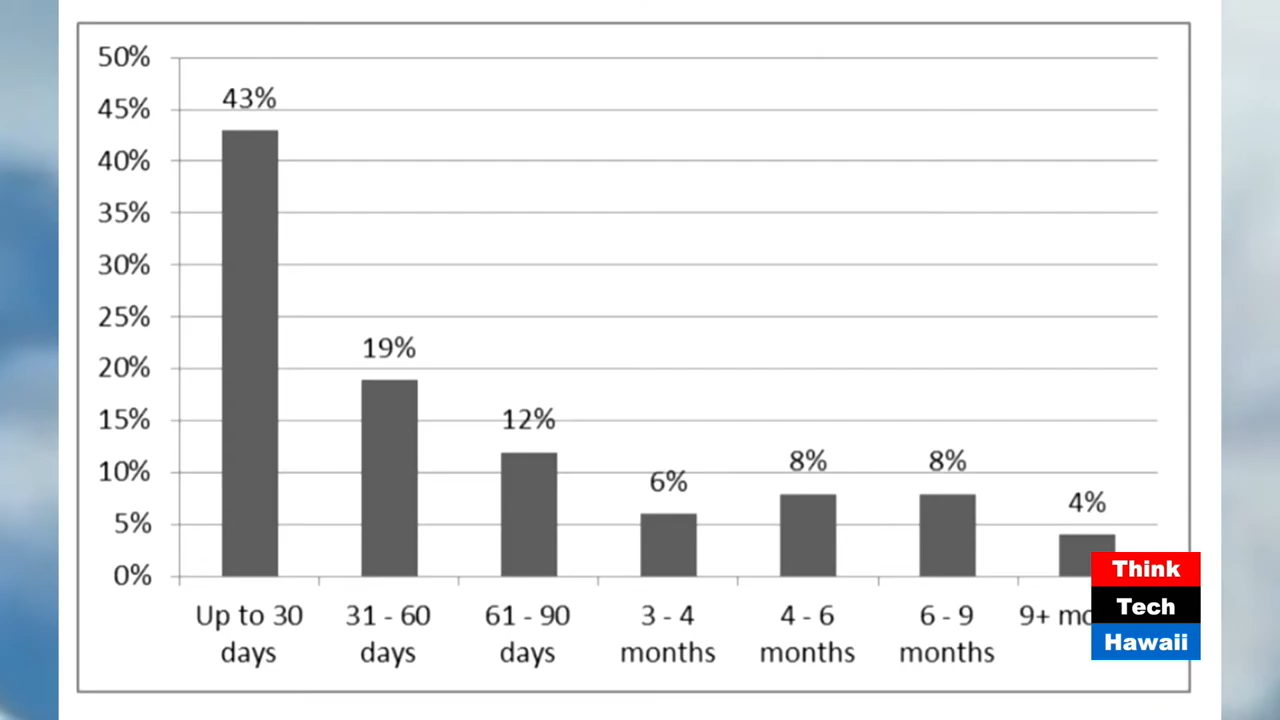 50%
45%
40%
35%
30%
25%
20%
15%
10%
5%
0%
43%
19%
12%
6%
8%
8%
4%
Up to 30
days
31 - 60
days
61 - 90
days
3 - 4
months
4 - 6
months
6 - 9
months
9+
Think
Tech
Hawaii